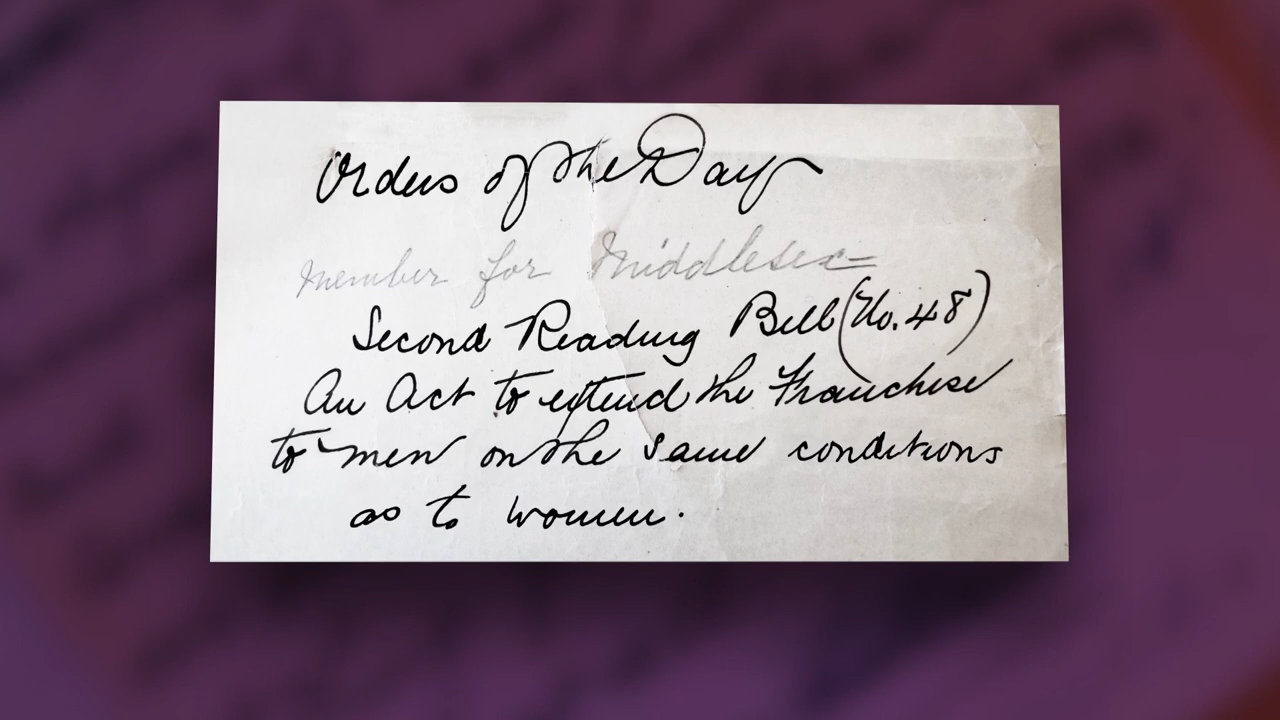 Orders of the Day
Member for Middlesex
Second Reading Bill (No. 48)
An Act to extend the Franchise
to men on the same conditions
as to women.